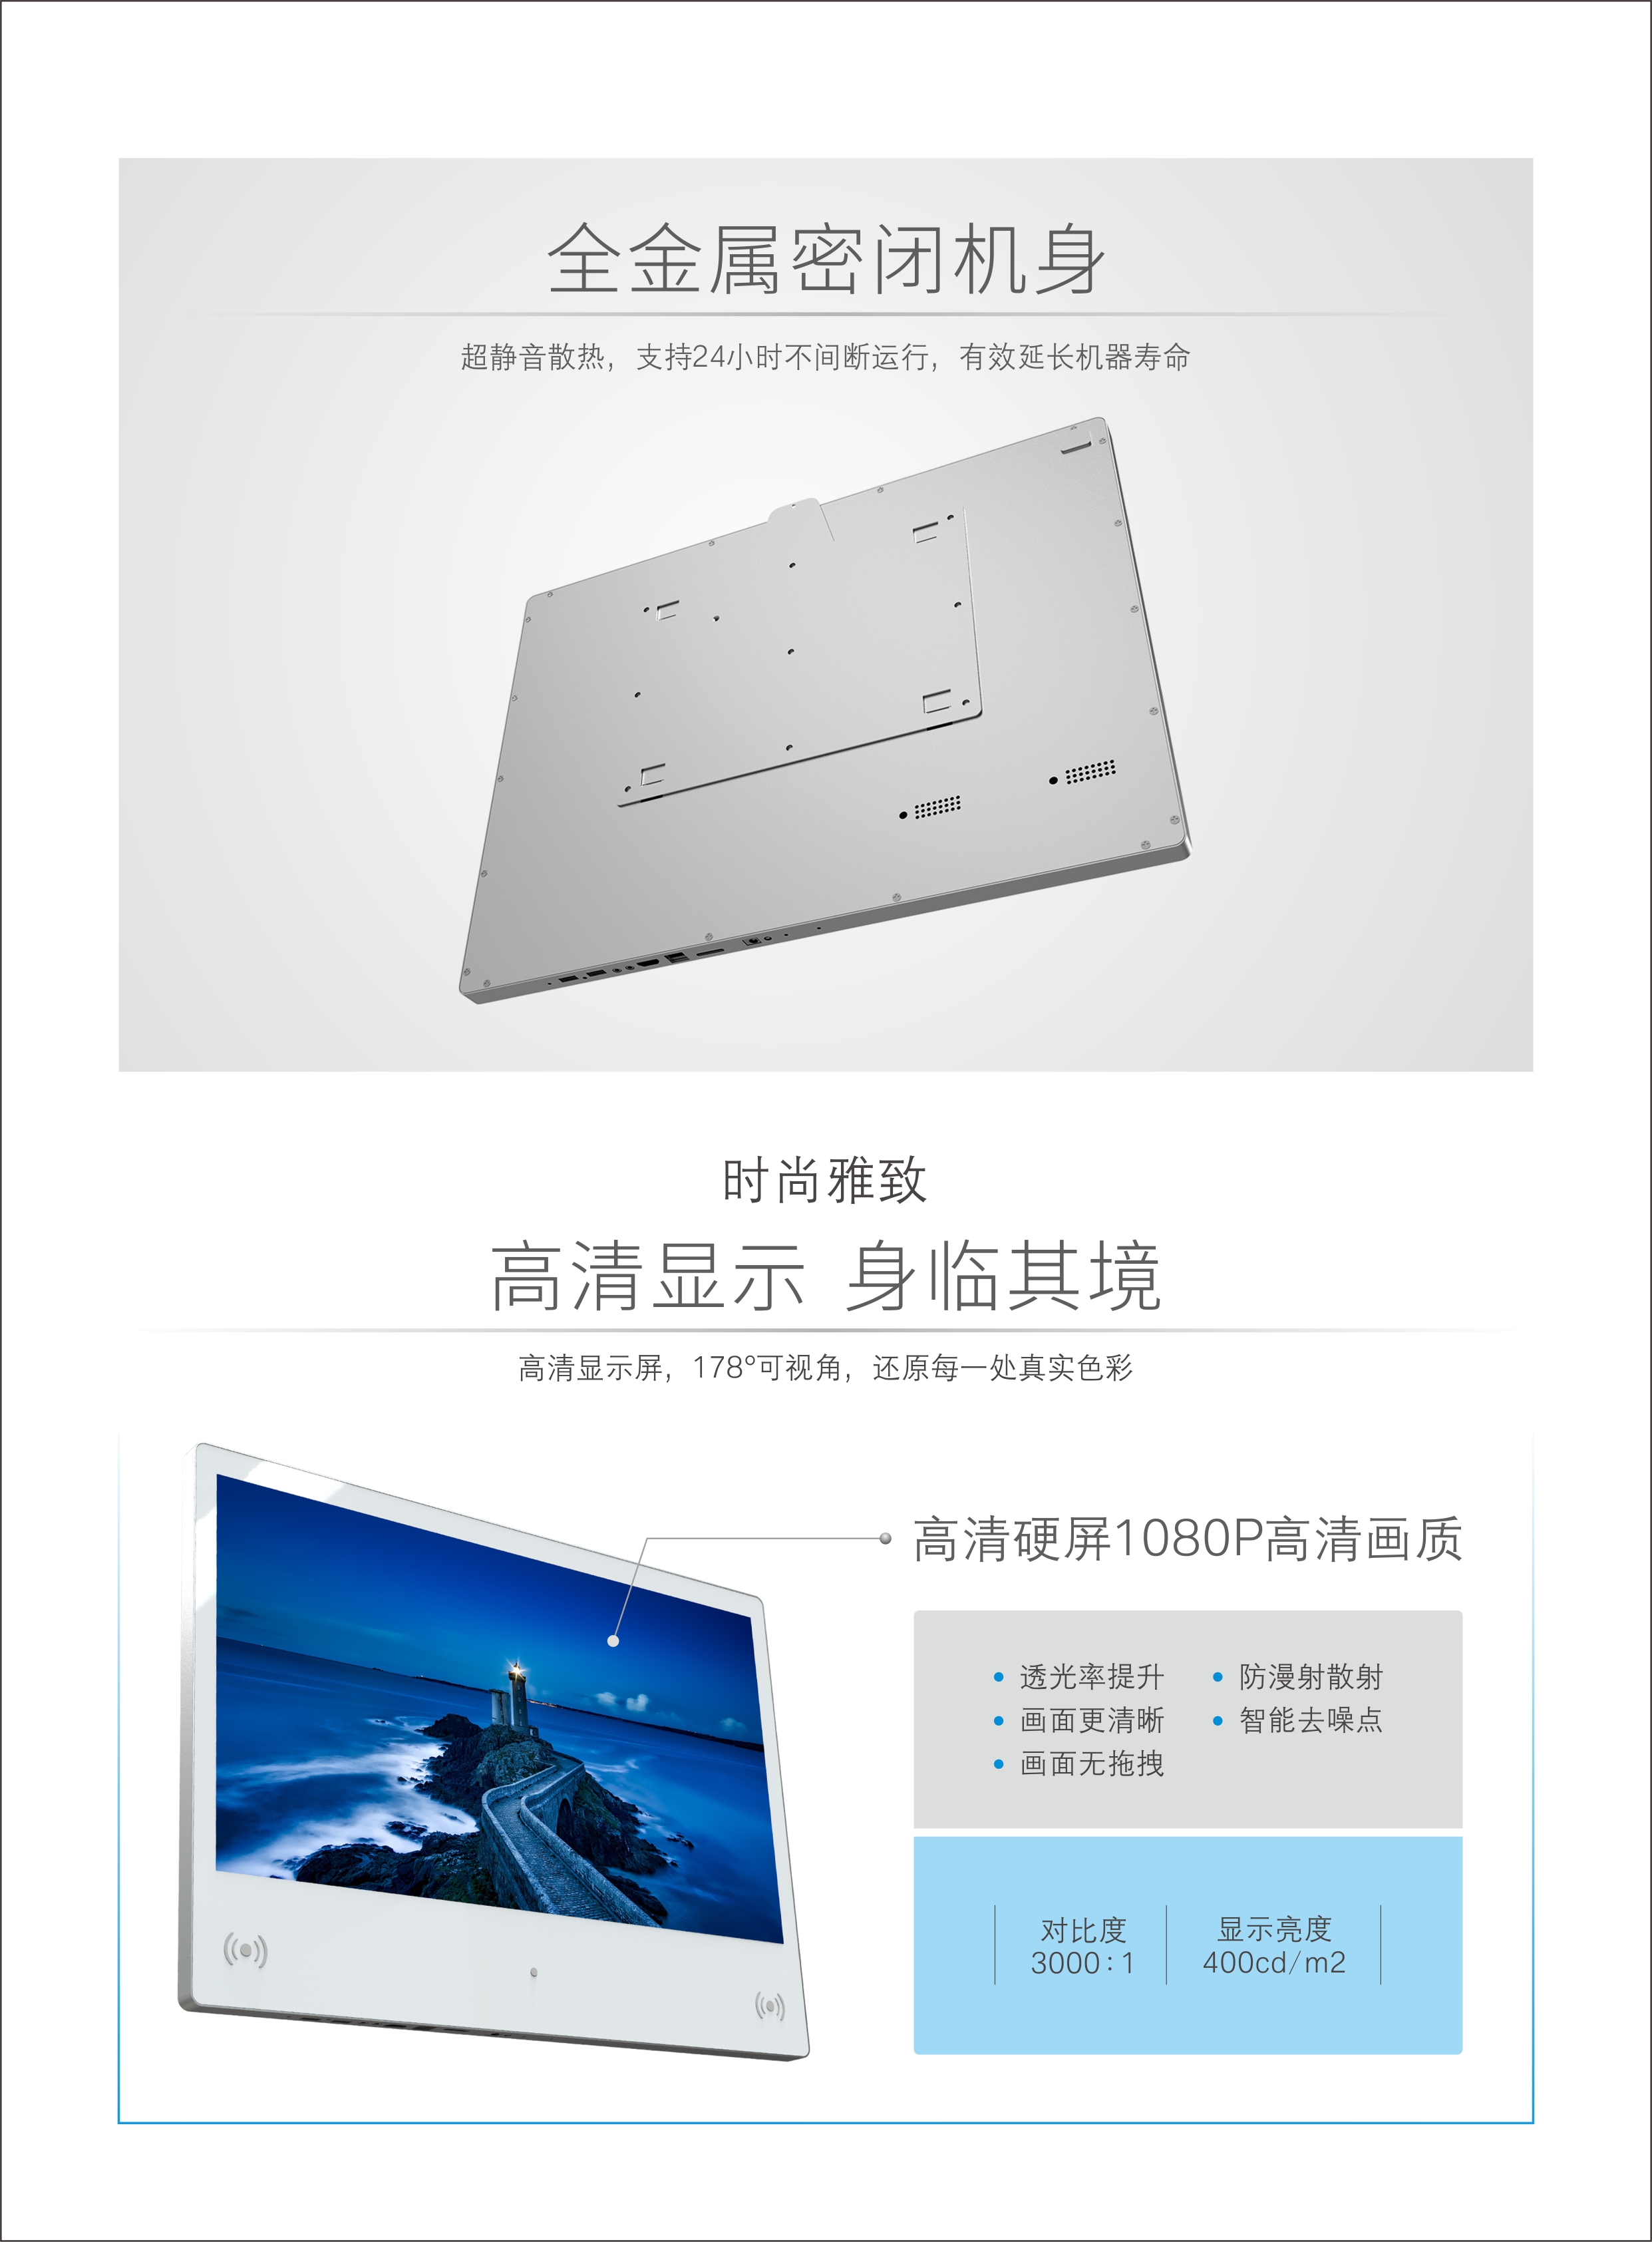 全金属密闭机身
超静音散热，支持24小时不间断运行，有效延长机器寿命
时尚雅致
高清显示 身临其境
高清显示屏，178°可视角，还原每一处真实色彩
高清硬屏1080P高清画质
透光率提升
防漫射散射
画面更清晰
智能去噪点
画面无拖拽
对比度
3000:1
显示亮度
400cd/m2